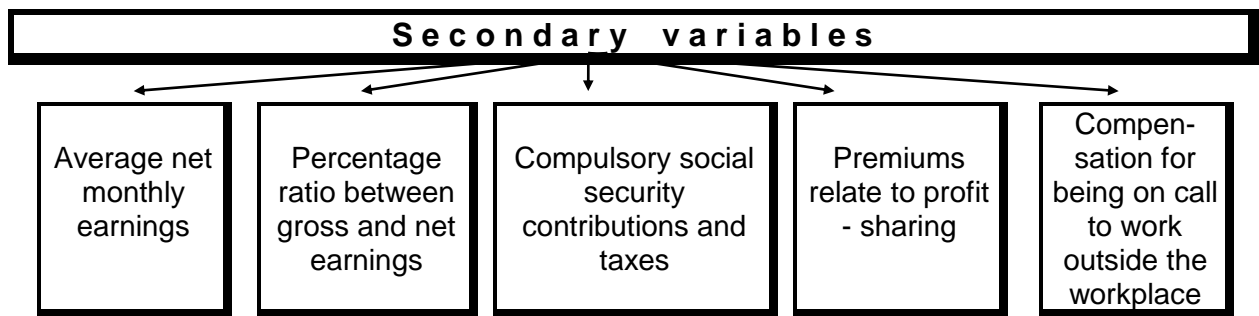 Secondary variables
Average net
monthly
earnings
Percentage
ratio between
gross and net
earnings
Compulsory social
security
contributions and
taxes
Premiums
relate to profit
- sharing
Compen-
sation for
being on call
to work
outside the
workplace